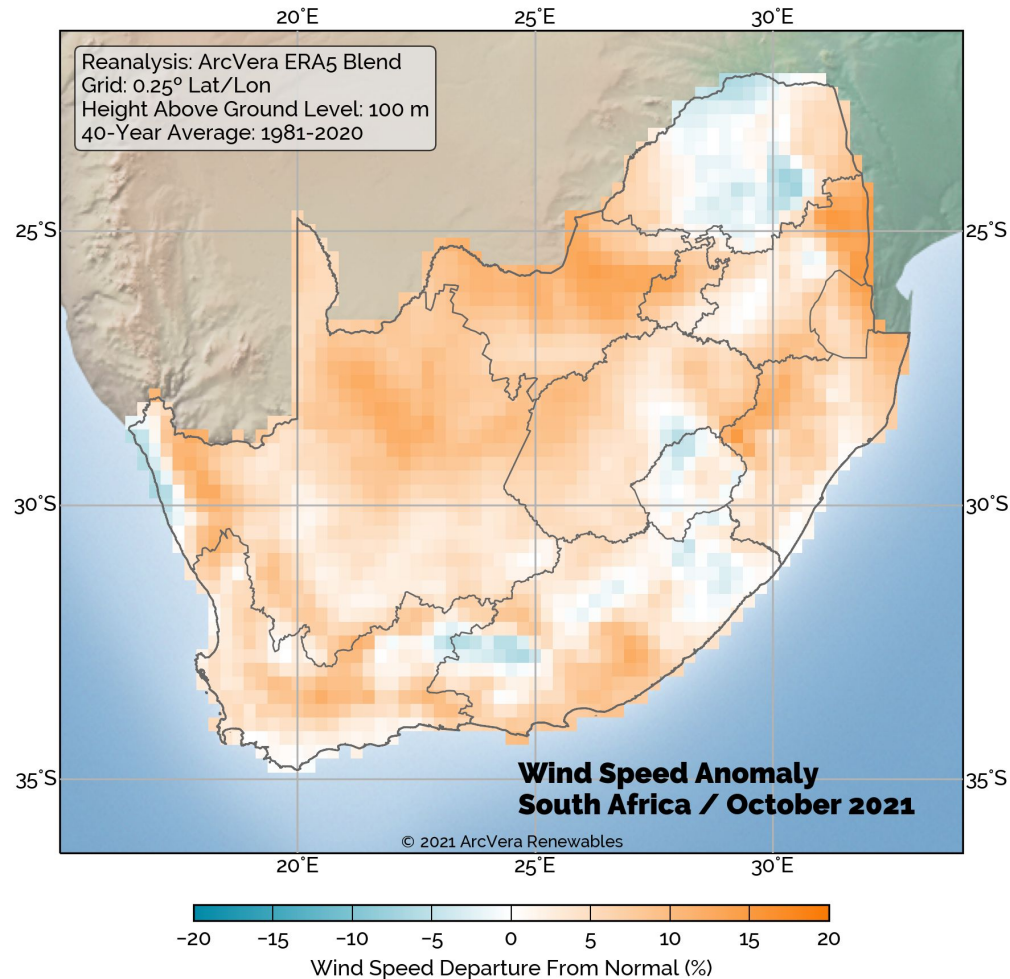 20°E 25°E 30°E
Reanalysis: ArcVera ERA5 Blend
Grid: 0.25º Lat/Lon
Height Above Ground Level: 100 m
40-Year Average: 1981-2020
25°S 25°S
30°S 30°S
35°S 35°S
Wind Speed Anomaly
South Africa / October 2021
© 2021 ArcVera Renewables
20°E 25°E 30°E
−20 −15 −10 −5 0 5 10 15 20
Wind Speed Departure From Normal (%)